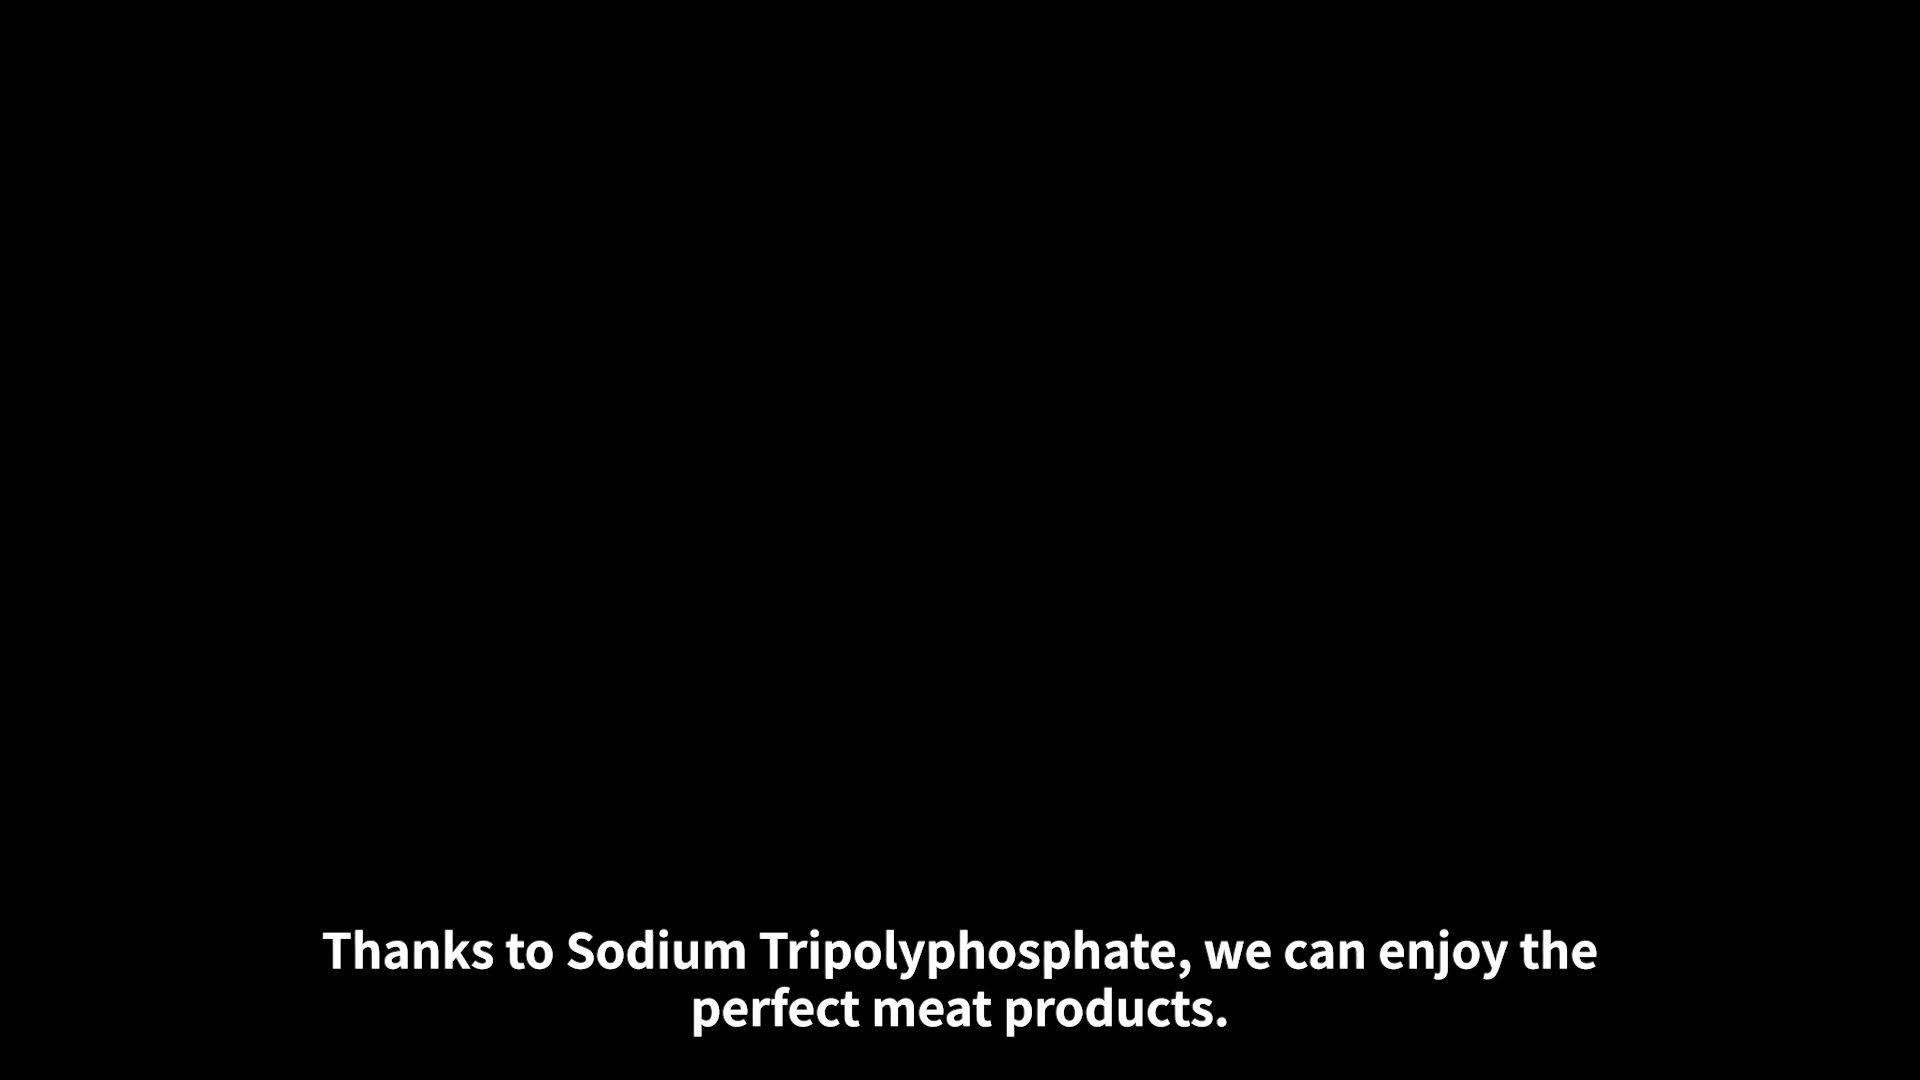 Thanks to Sodium Tripolyphosphate, we can enjoy the
perfect meat products.